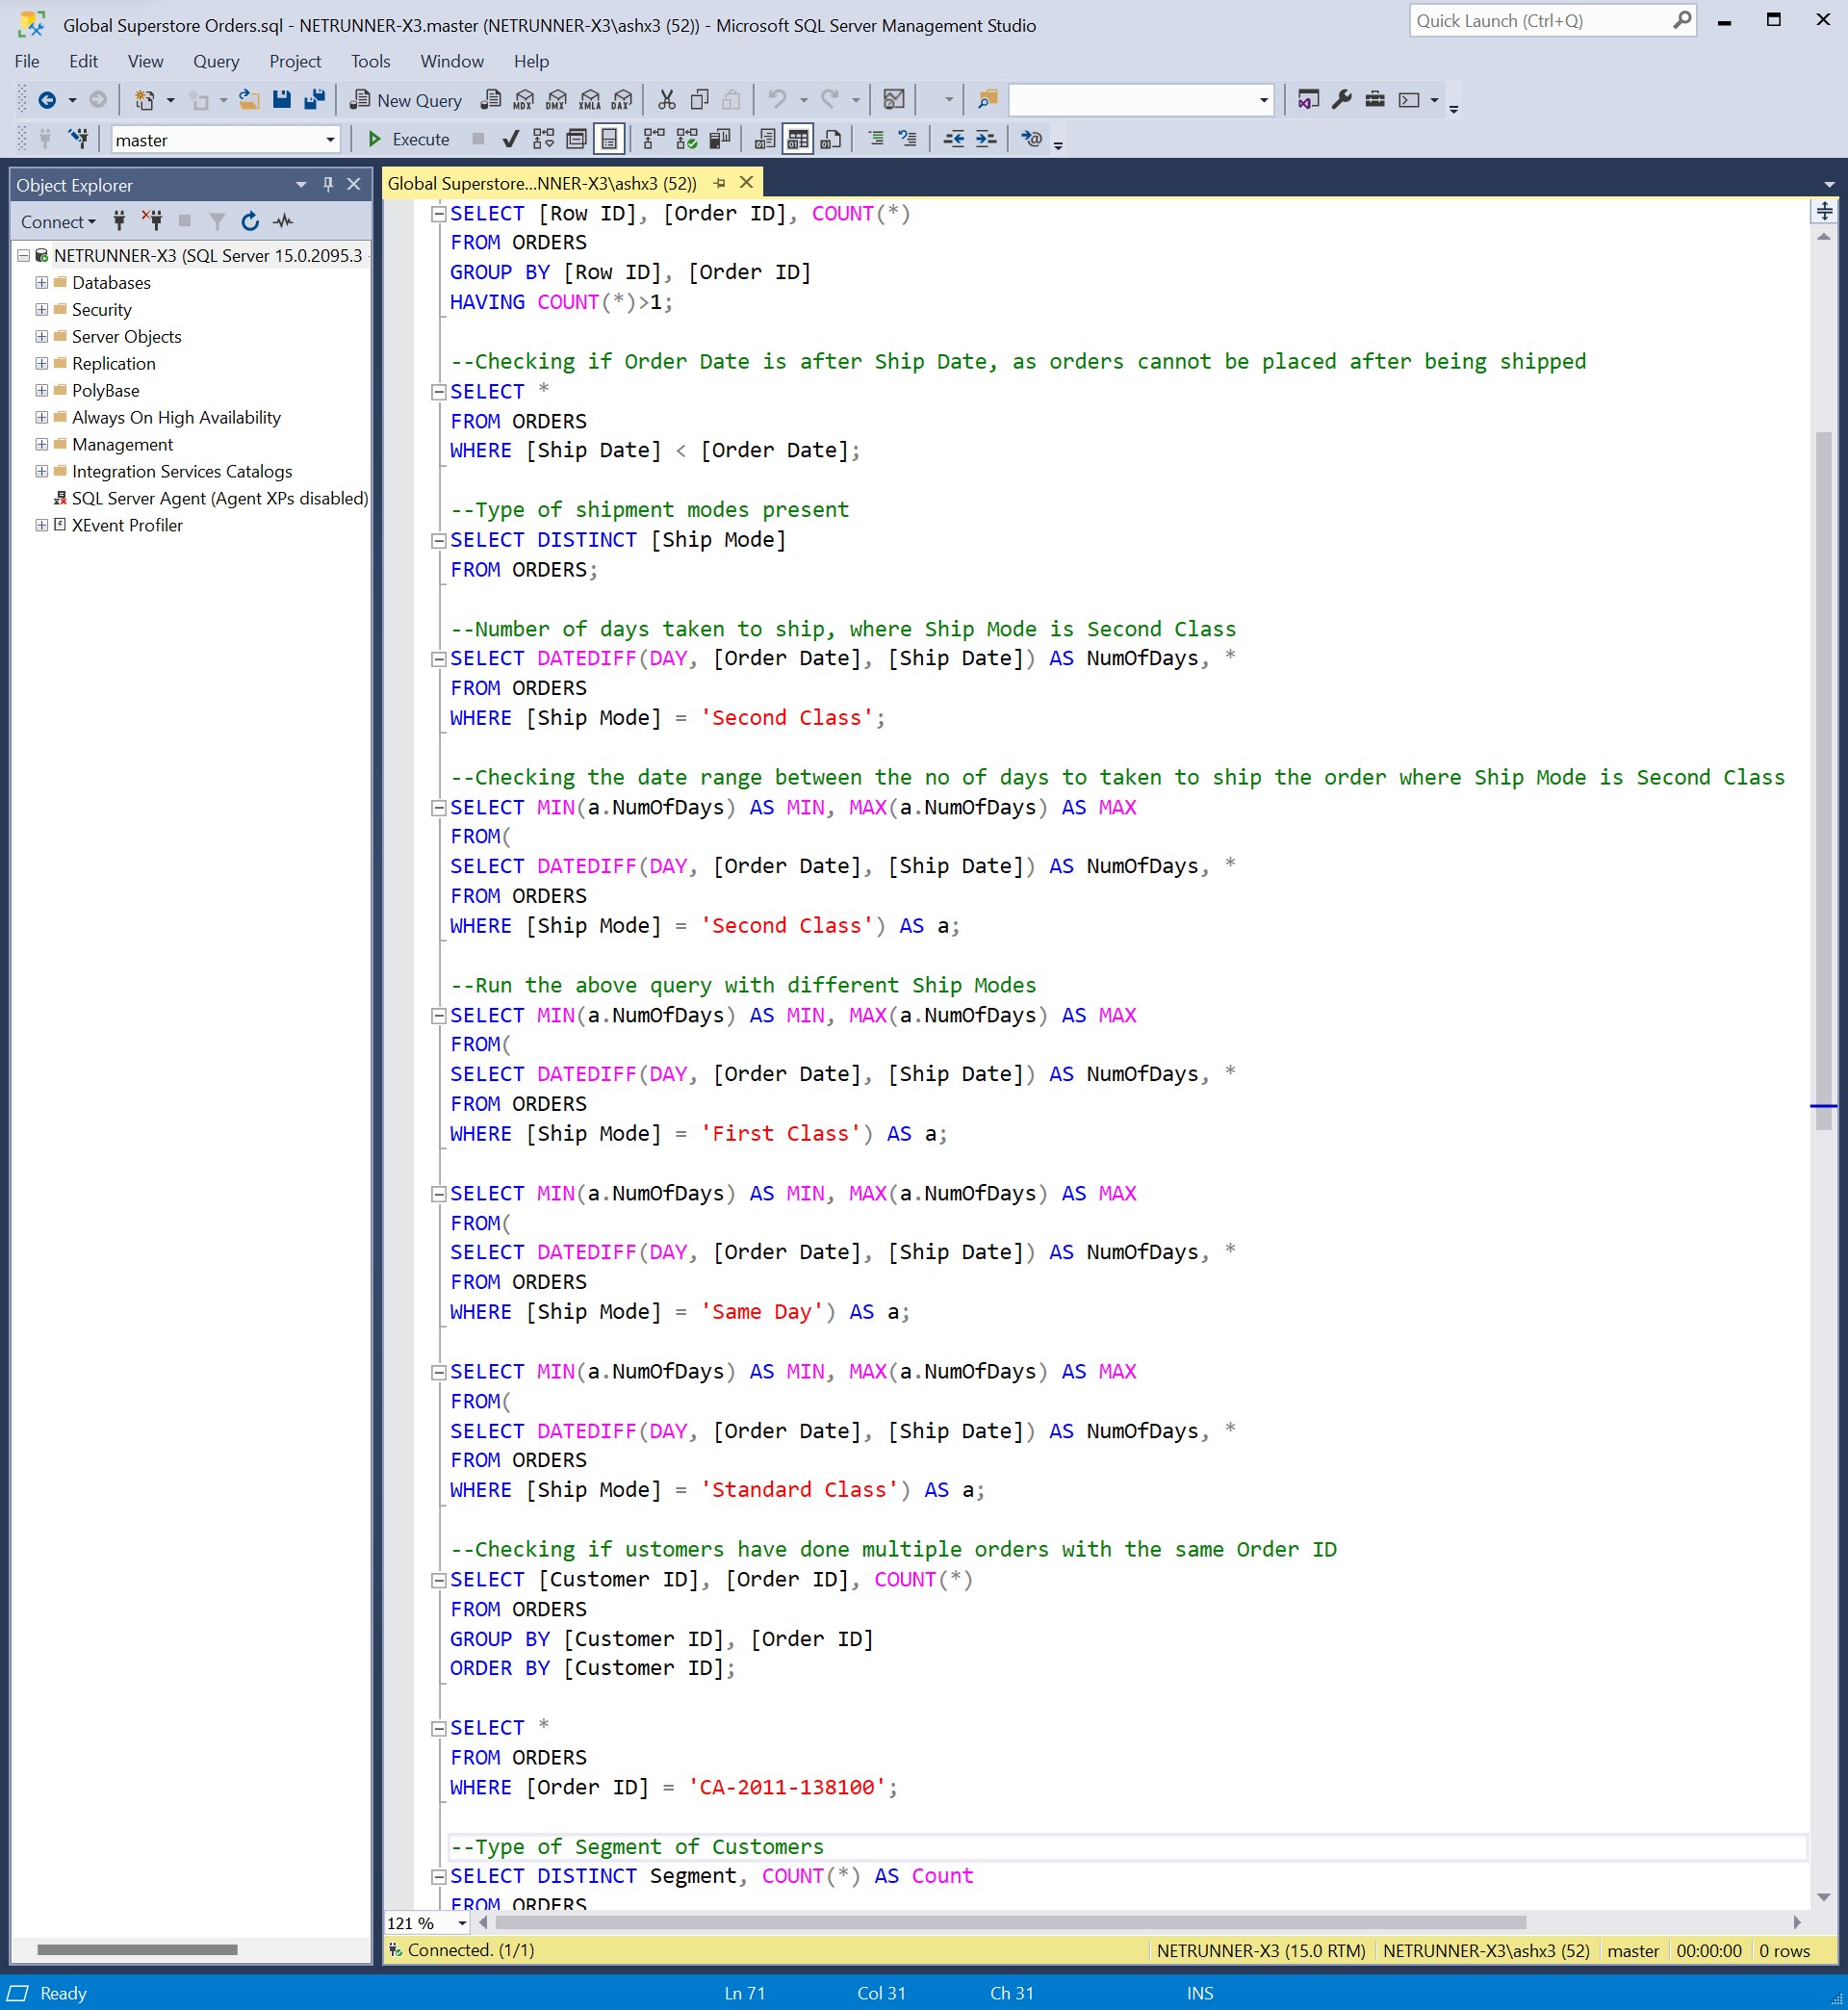 Global Superstore Orders.sql - NETRUNNER-X3.master (NETRUNNER-X3\ashx3 (52)) - Microsoft SQL Server Management Studio
Quick Launch (Ctrl+Q)
File Edit View Query Project Tools Window Help
New Query MDX DMX XMLA DAX
master Execute
Object Explorer
Global Superstore...NNER-X3\ashx3 (52))
Connect
NETRUNNER-X3 (SQL Server 15.0.2095.3 -
Databases
Security
Server Objects
Replication
PolyBase
Always On High Availability
Management
Integration Services Catalogs
SQL Server Agent (Agent XPs disabled)
XEvent Profiler
SELECT [Row ID], [Order ID], COUNT(*)
FROM ORDERS
GROUP BY [Row ID], [Order ID]
HAVING COUNT(*)>1;
--Checking if Order Date is after Ship Date, as orders cannot be placed after being shipped
SELECT *
FROM ORDERS
WHERE [Ship Date] < [Order Date];
--Type of shipment modes present
SELECT DISTINCT [Ship Mode]
FROM ORDERS;
--Number of days taken to ship, where Ship Mode is Second Class
SELECT DATEDIFF(DAY, [Order Date], [Ship Date]) AS NumOfDays, *
FROM ORDERS
WHERE [Ship Mode] = 'Second Class';
--Checking the date range between the no of days to taken to ship the order where Ship Mode is Second Class
SELECT MIN(a.NumOfDays) AS MIN, MAX(a.NumOfDays) AS MAX
FROM(
SELECT DATEDIFF(DAY, [Order Date], [Ship Date]) AS NumOfDays, *
FROM ORDERS
WHERE [Ship Mode] = 'Second Class') AS a;
--Run the above query with different Ship Modes
SELECT MIN(a.NumOfDays) AS MIN, MAX(a.NumOfDays) AS MAX
FROM(
SELECT DATEDIFF(DAY, [Order Date], [Ship Date]) AS NumOfDays, *
FROM ORDERS
WHERE [Ship Mode] = 'First Class') AS a;
SELECT MIN(a.NumOfDays) AS MIN, MAX(a.NumOfDays) AS MAX
FROM(
SELECT DATEDIFF(DAY, [Order Date], [Ship Date]) AS NumOfDays, *
FROM ORDERS
WHERE [Ship Mode] = 'Same Day') AS a;
SELECT MIN(a.NumOfDays) AS MIN, MAX(a.NumOfDays) AS MAX
FROM(
SELECT DATEDIFF(DAY, [Order Date], [Ship Date]) AS NumOfDays, *
FROM ORDERS
WHERE [Ship Mode] = 'Standard Class') AS a;
--Checking if ustomers have done multiple orders with the same Order ID
SELECT [Customer ID], [Order ID], COUNT(*)
FROM ORDERS
GROUP BY [Customer ID], [Order ID]
ORDER BY [Customer ID];
SELECT *
FROM ORDERS
WHERE [Order ID] = 'CA-2011-138100';
--Type of Segment of Customers
SELECT DISTINCT Segment, COUNT(*) AS Count
FROM ORDERS
121 %
Connected. (1/1) NETRUNNER-X3 (15.0 RTM) NETRUNNER-X3\ashx3 (52) master 00:00:00 0 rows
Ready Ln 71 Col 31 Ch 31 INS